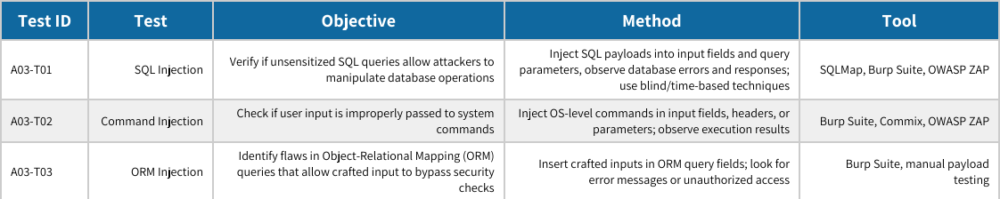 Test ID Test Objective Method Tool
A03-T01
SQL Injection
Verify if unsensitized SQL queries allow attackers to
manipulate database operations
Inject SQL payloads into input fields and query
parameters, observe database errors and responses;
use blind/time-based techniques
SQLMap, Burp Suite, OWASP ZAP
A03-T02
Command Injection
Check if user input is improperly passed to system
commands
Inject OS-level commands in input fields, headers, or
parameters; observe execution results
Burp Suite, Commix, OWASP ZAP
A03-T03
ORM Injection
Identify flaws in Object-Relational Mapping (ORM)
queries that allow crafted input to bypass security
checks
Insert crafted inputs in ORM query fields; look for
error messages or unauthorized access
Burp Suite, manual payload
testing